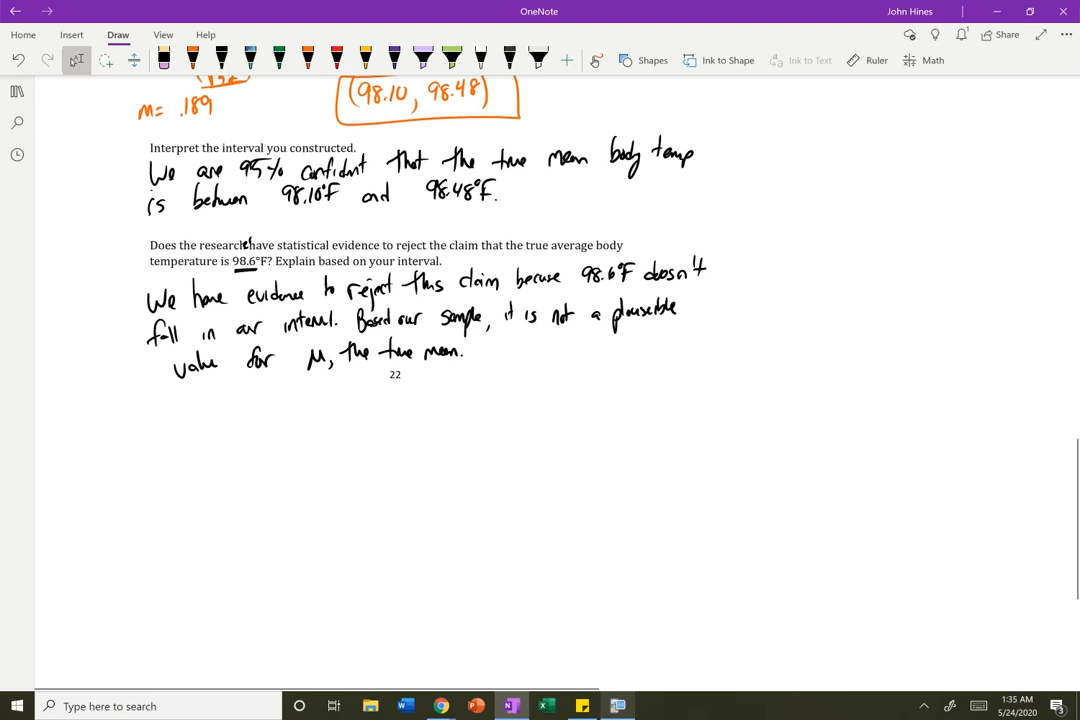 OneNote
John Hines
Home Insert Draw View Help
Share
Shapes Ink to Shape Ink to Text Ruler Math
(98.10, 98.48)
m= .189
Interpret the interval you constructed.
We are 95% confident that the true mean body temp
is between 98.10°F and 98.48°F.
Does the researcher have statistical evidence to reject the claim that the true average body
temperature is 98.6°F? Explain based on your interval.
We have evidence to reject this claim because 98.6°F doesn't
fall in our interval. Based our sample, it is not a plausible
value for μ, the true mean.
22
Type here to search
1:35 AM
5/24/2020
3